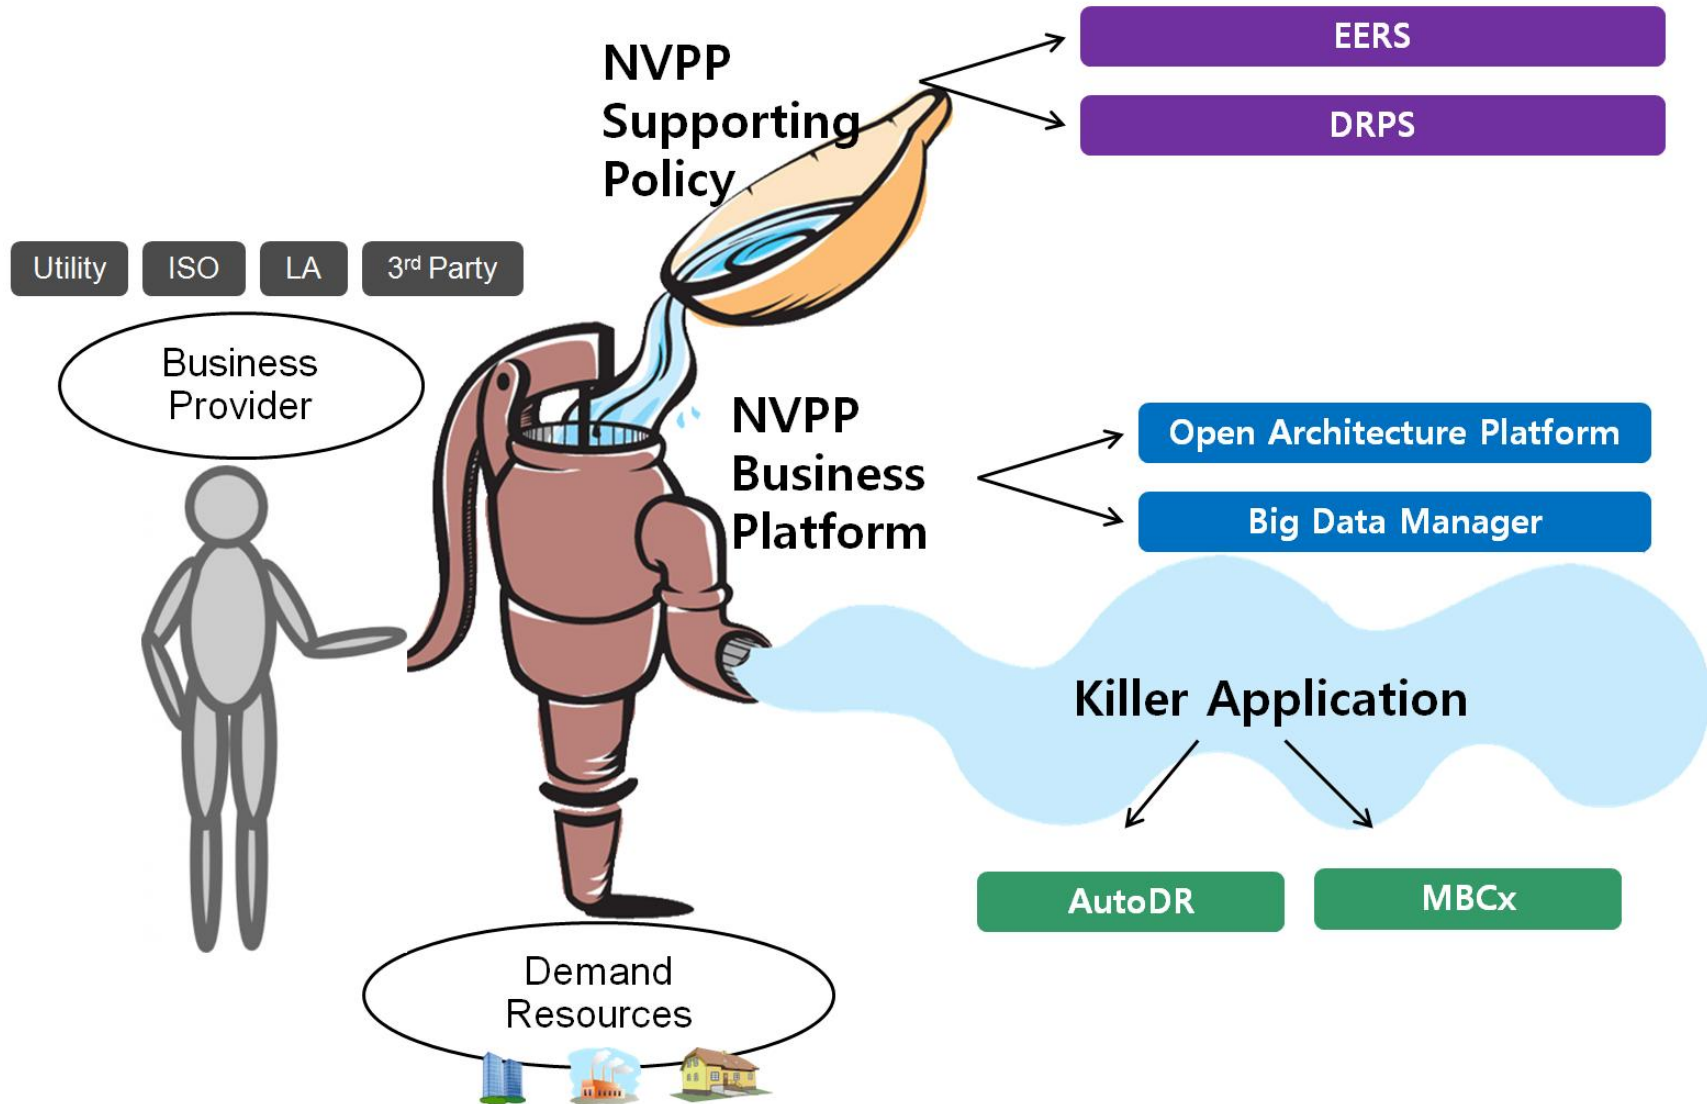 NVPP
Supporting
Policy
EERS
DRPS
Utility
ISO
LA
3rd Party
Business
Provider
NVPP
Business
Platform
Open Architecture Platform
Big Data Manager
Killer Application
AutoDR
MBCx
Demand
Resources